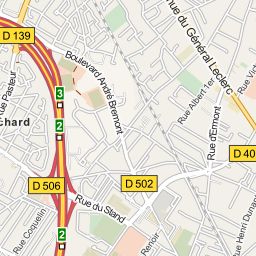 D 139
Rue du Général Leclerc
Boulevard André Bremont
Rue Pasteur
3
2
chard
Rue Albert 1er
Rue d'Ermont
D 40
D 506
D 502
Rue du Stand
Rue Coquelin
2
Renoir
Rue Henri Dunant